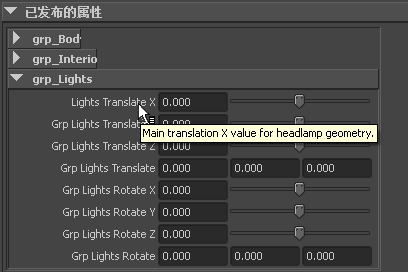 已发布的属性
grp_Body
grp_Interio
grp_Lights
Lights Translate X 0.000
Grp Lights
Main translation X value for headlamp geometry.
Grp Lights Translate Z 0.000
Grp Lights Translate 0.000 0.000 0.000
Grp Lights Rotate X 0.000
Grp Lights Rotate Y 0.000
Grp Lights Rotate Z 0.000
Grp Lights Rotate 0.000 0.000 0.000